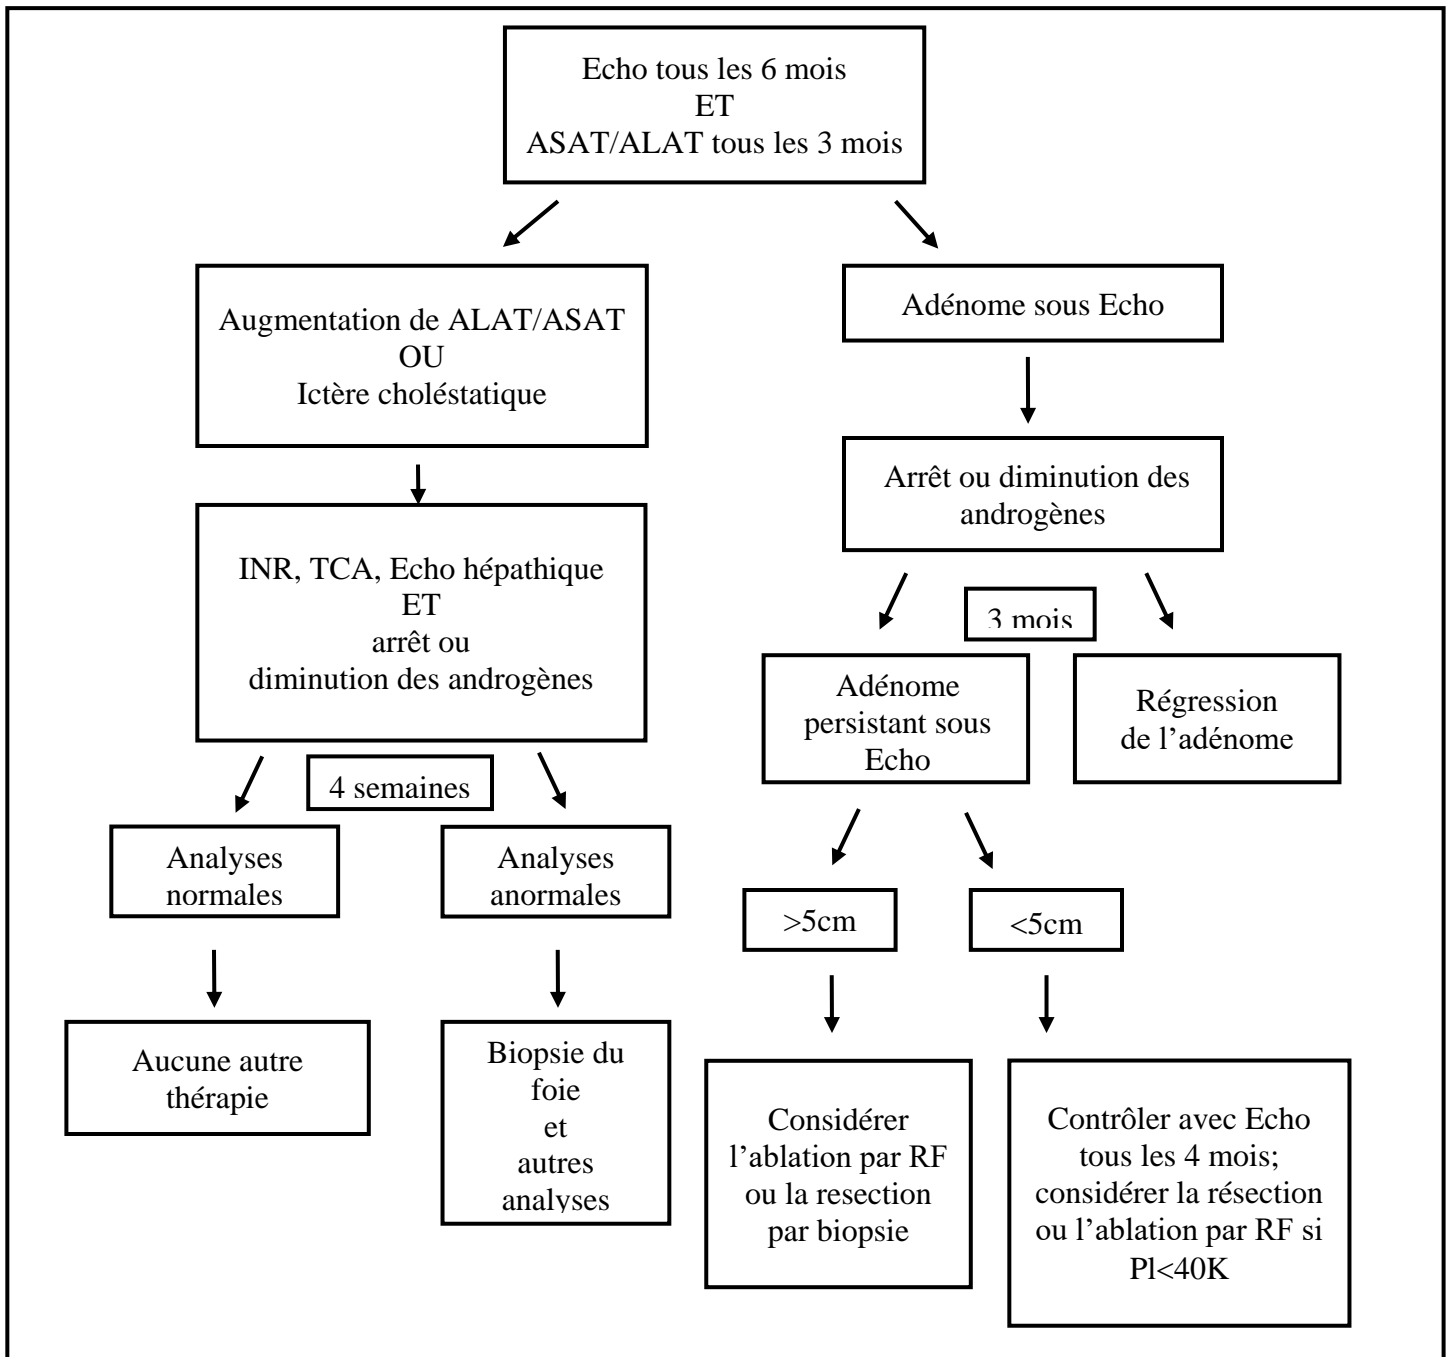 Echo tous les 6 mois
ET
ASAT/ALAT tous les 3 mois
Augmentation de ALAT/ASAT
OU
Ictère choléstatique
INR, TCA, Echo hépathique
ET
arrêt ou
diminution des androgènes
4 semaines
Analyses
normales
Analyses
anormales
Aucune autre
thérapie
Biopsie du
foie
et
autres
analyses
Adénome sous Echo
Arrêt ou diminution des
androgènes
3 mois
Adénome
persistant sous
Echo
Régression
de l’adénome
>5cm
<5cm
Considérer
l’ablation par RF
ou la resection
par biopsie
Contrôler avec Echo
tous les 4 mois;
considérer la résection
ou l’ablation par RF si
Pl<40K